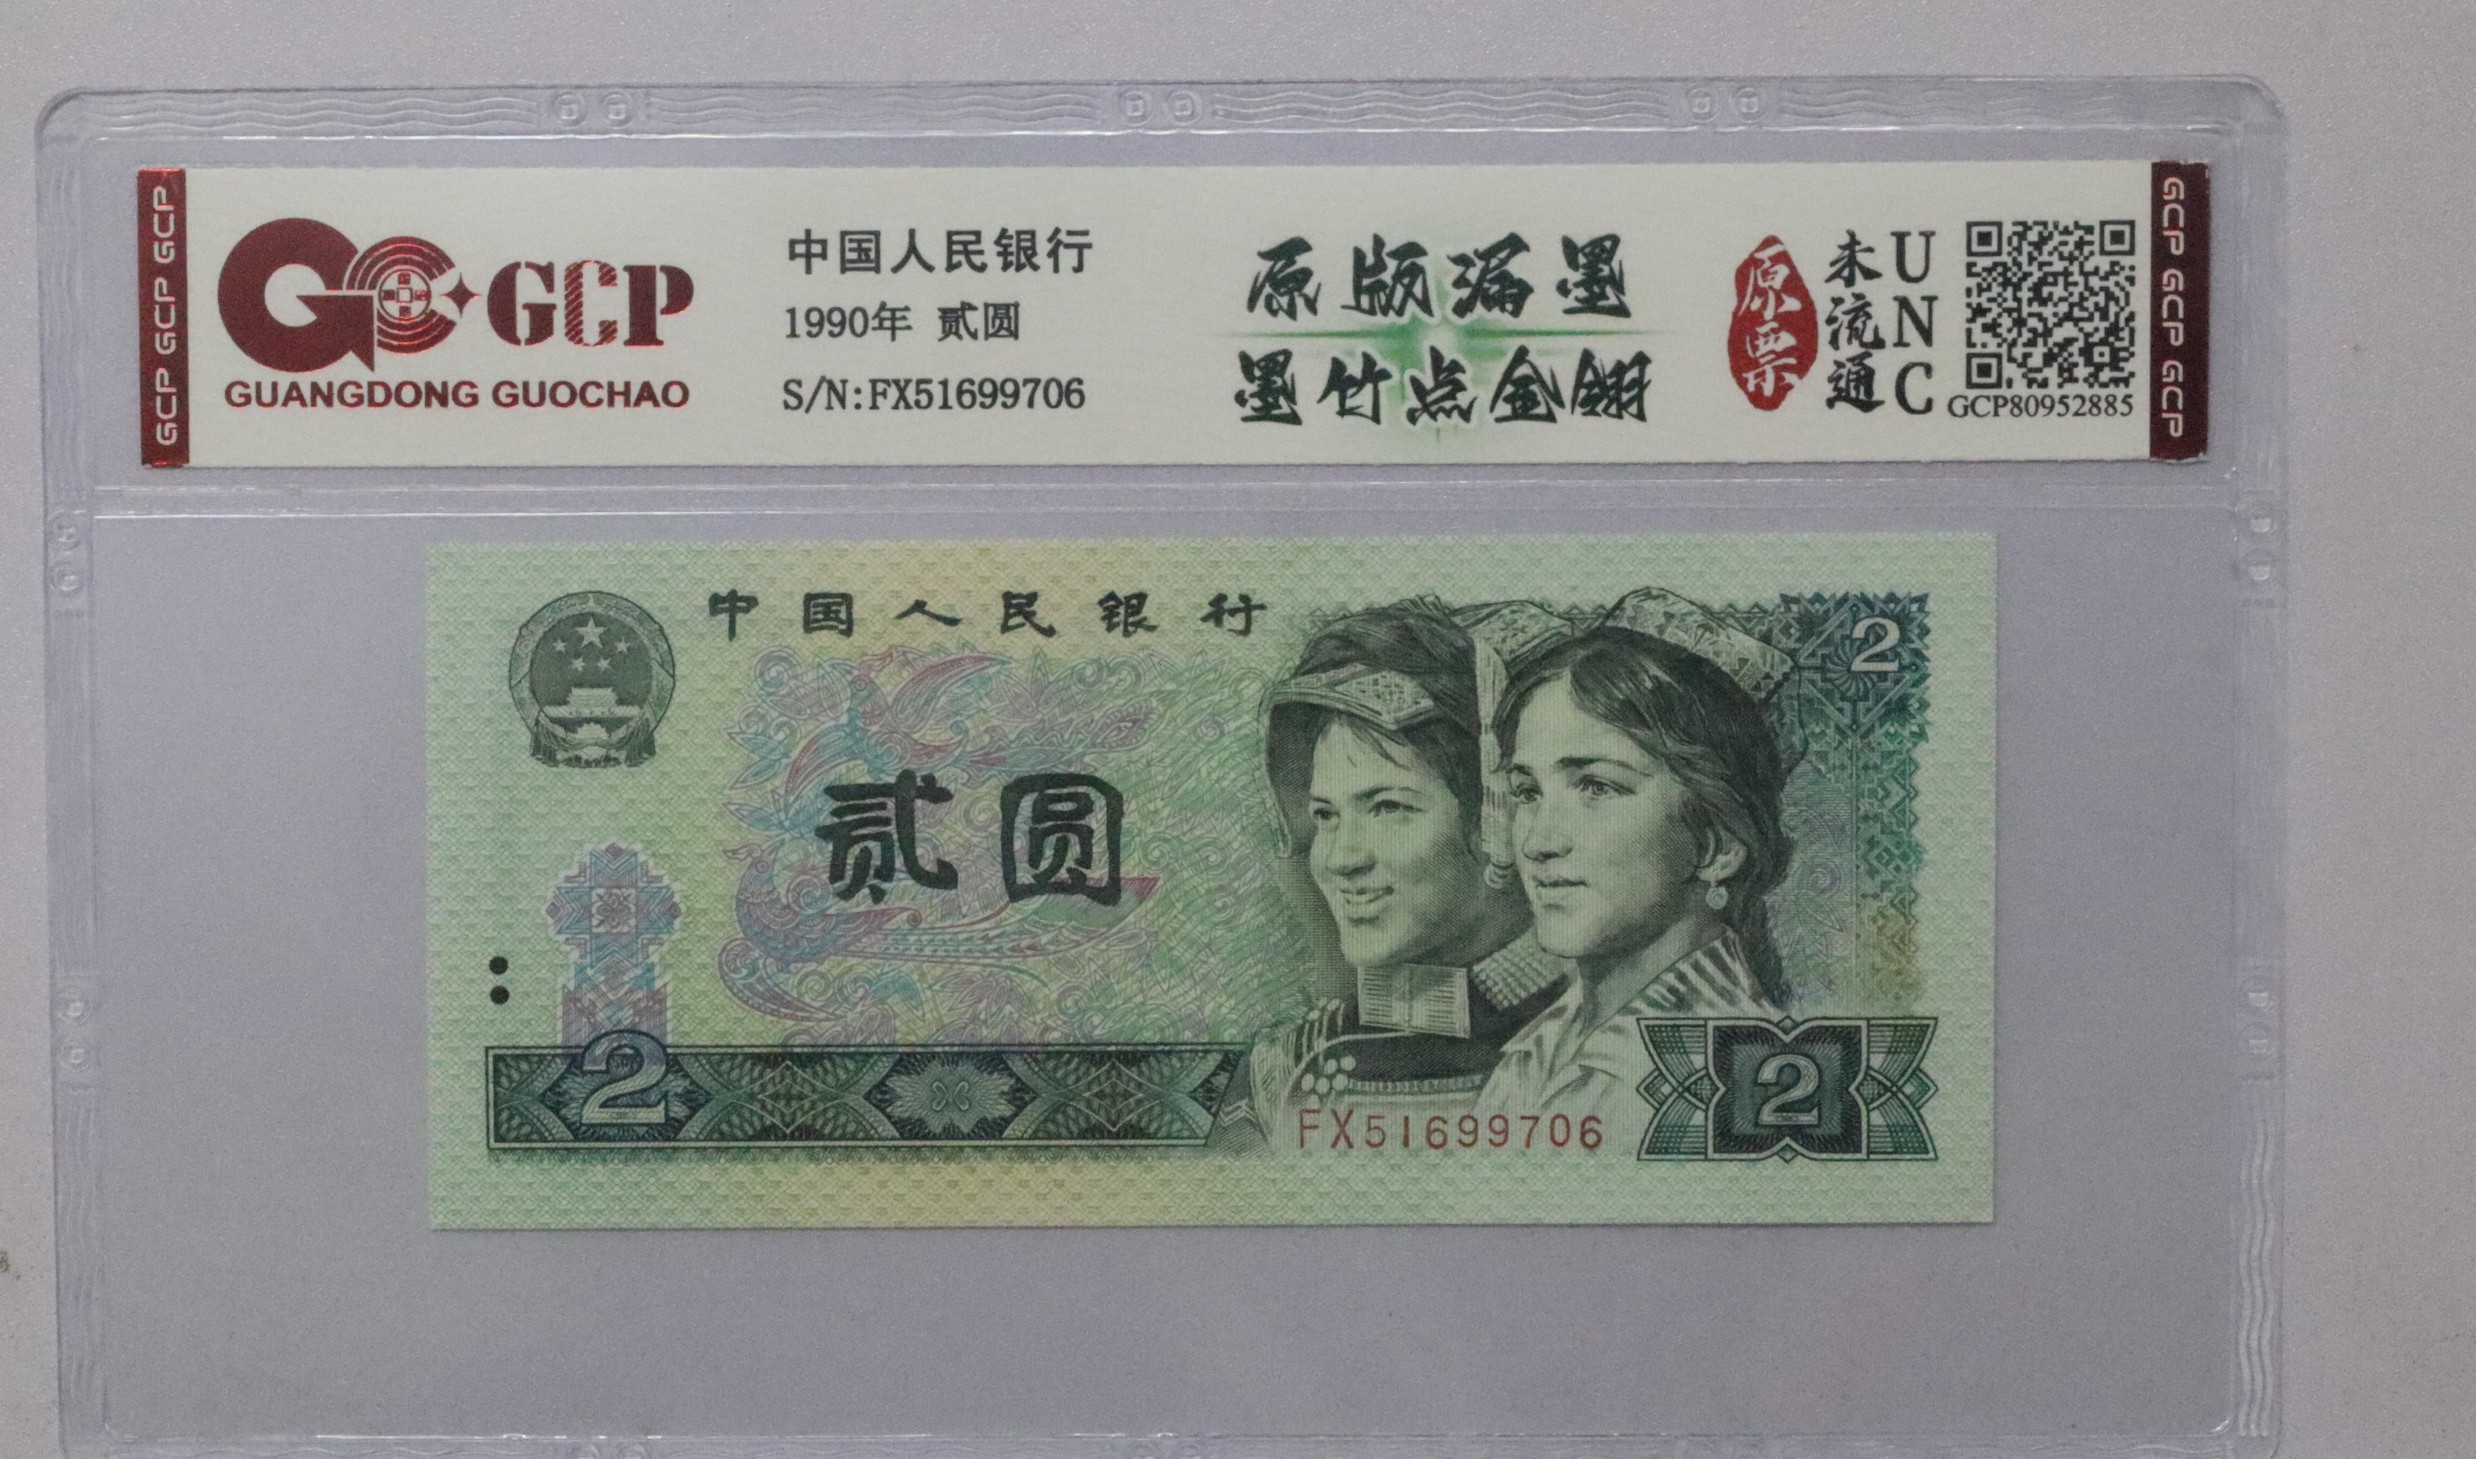 GCP GCP GCP
GCP
GUANGDONG GUOCHAO
中国人民银行
1990年 贰圆
S/N:FX51699706
原版漏墨
墨竹点金翎
原票
未流通
UNC
GCP80952885
GCP GCP GCP
中国人民银行
2
贰圆
2
FX51699706
2